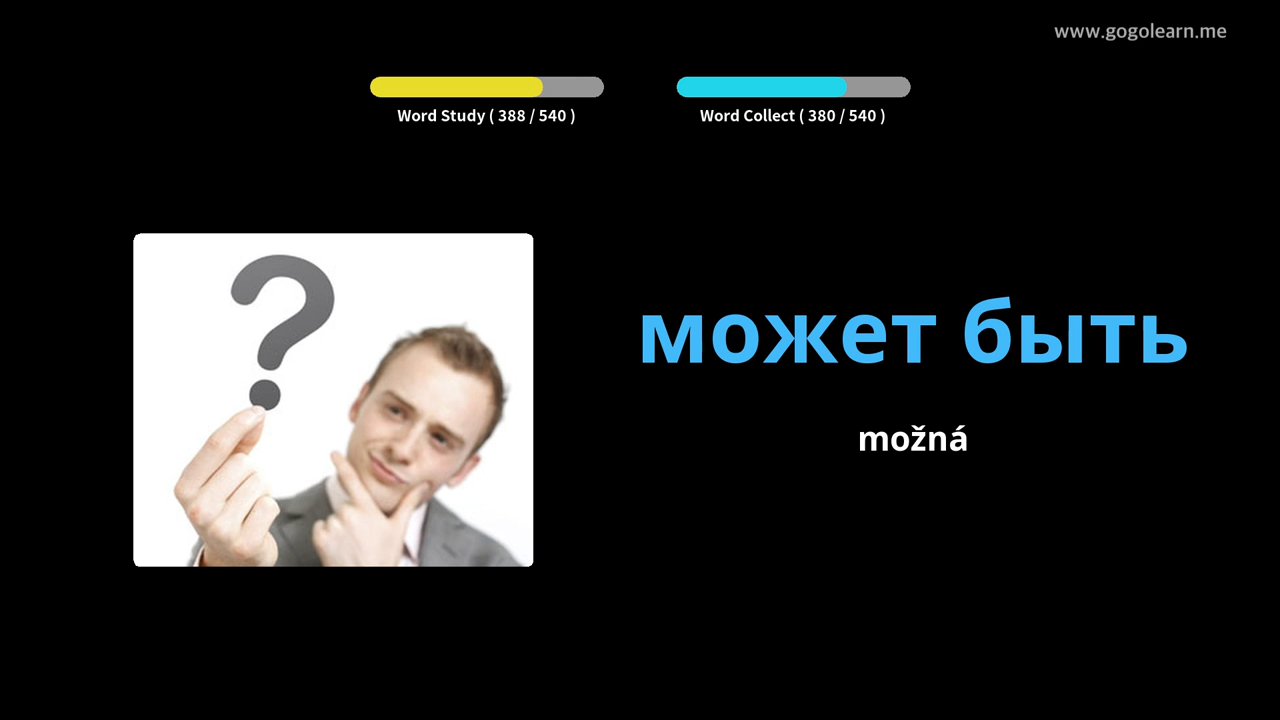 www.gogolearn.me
Word Study ( 388 / 540 )
Word Collect ( 380 / 540 )
может быть
možná